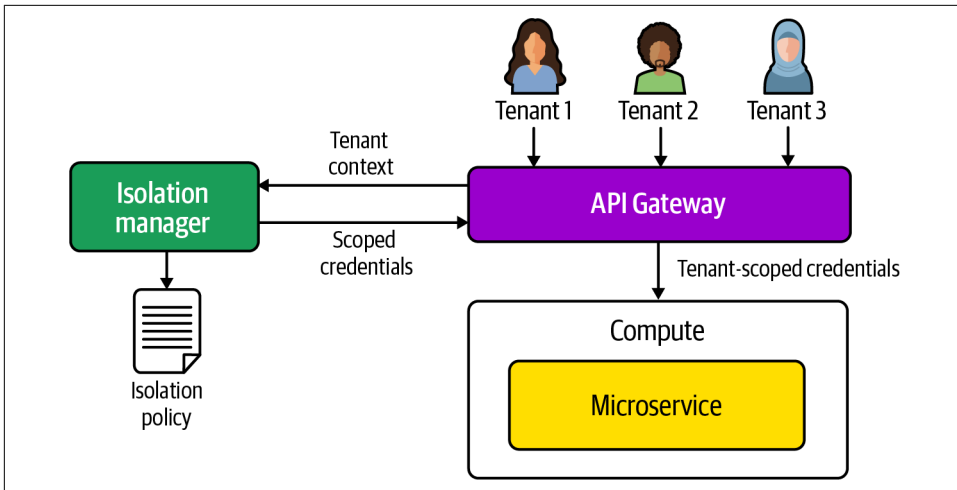 Tenant 1
Tenant 2
Tenant 3
Tenant
context
Isolation
manager
API Gateway
Scoped
credentials
Tenant-scoped credentials
Isolation
policy
Compute
Microservice